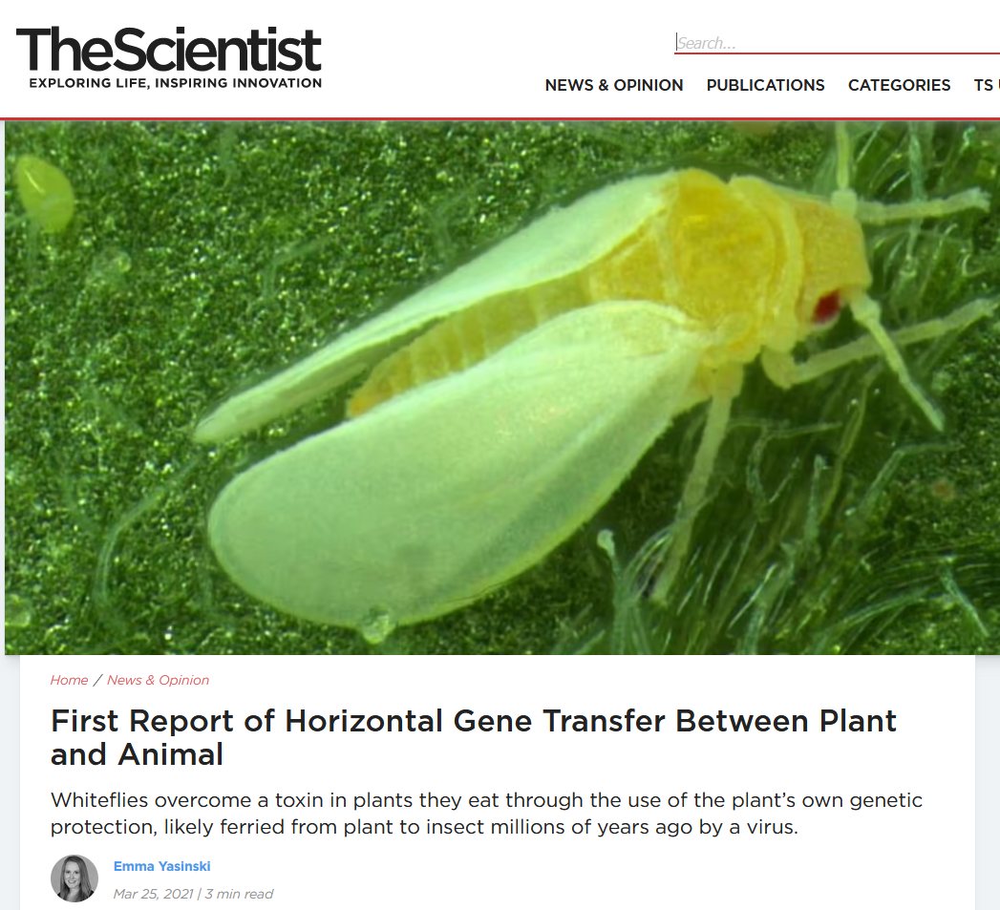 TheScientist
EXPLORING LIFE, INSPIRING INNOVATION
Search...
NEWS & OPINION PUBLICATIONS CATEGORIES TS
Home / News & Opinion
First Report of Horizontal Gene Transfer Between Plant
and Animal
Whiteflies overcome a toxin in plants they eat through the use of the plant’s own genetic
protection, likely ferried from plant to insect millions of years ago by a virus.
Emma Yasinski
Mar 25, 2021 | 3 min read